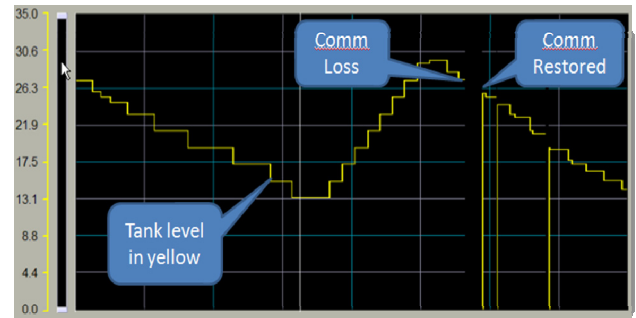 35.0
30.6
26.3
21.9
17.5
13.1
8.8
4.4
0.0
Comm
Loss
Comm
Restored
Tank level
in yellow